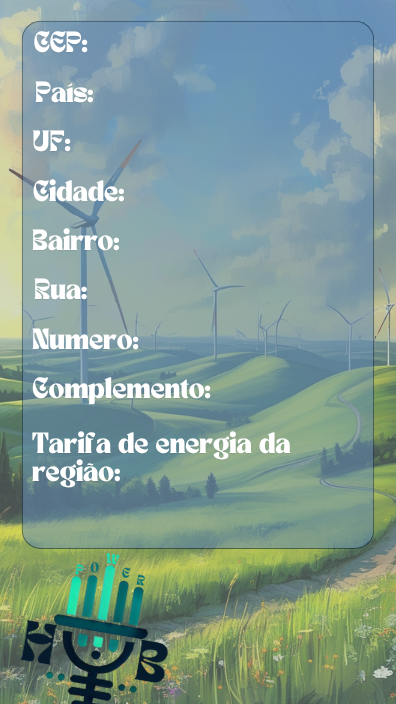 CEP:
País:
UF:
Cidade:
Bairro:
Rua:
Numero:
Complemento:
Tarifa de energia da
região:
POWER
HUB